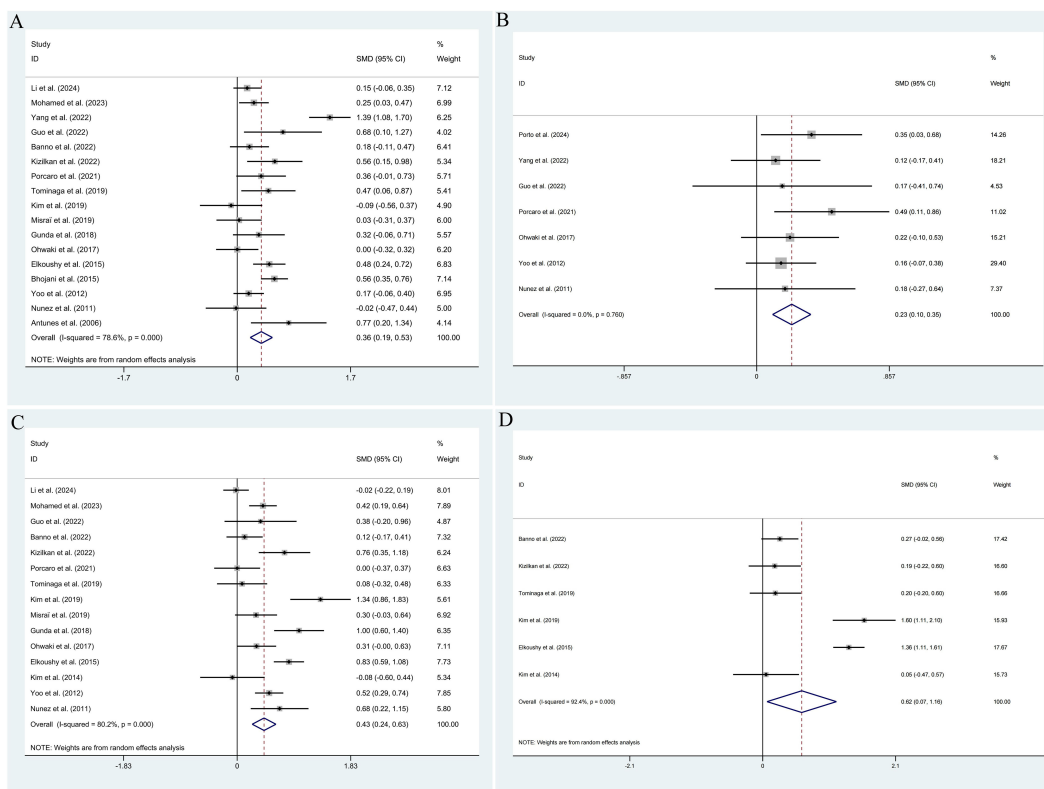 A
Study %
ID SMD (95% CI) Weight
Li et al. (2024) 0.15 (-0.06, 0.35) 7.12
Mohamed et al. (2023) 0.25 (0.03, 0.47) 6.99
Yang et al. (2022) 1.39 (1.08, 1.70) 6.25
Guo et al. (2022) 0.68 (0.10, 1.27) 4.02
Banno et al. (2022) 0.18 (-0.11, 0.47) 6.41
Kizilkan et al. (2022) 0.56 (0.15, 0.98) 5.34
Porcaro et al. (2021) 0.36 (-0.01, 0.73) 5.71
Tominaga et al. (2019) 0.47 (0.06, 0.87) 5.41
Kim et al. (2019) -0.09 (-0.56, 0.37) 4.90
Misraï et al. (2019) 0.03 (-0.31, 0.37) 6.00
Gunda et al. (2018) 0.32 (-0.06, 0.71) 5.57
Ohwaki et al. (2017) 0.00 (-0.32, 0.32) 6.20
Elkoushy et al. (2015) 0.48 (0.24, 0.72) 6.83
Bhojani et al. (2015) 0.56 (0.35, 0.76) 7.14
Yoo et al. (2012) 0.17 (-0.06, 0.40) 6.95
Nunez et al. (2011) -0.02 (-0.47, 0.44) 5.00
Antunes et al. (2006) 0.77 (0.20, 1.34) 4.14
Overall (I-squared = 78.6%, p = 0.000) 0.36 (0.19, 0.53) 100.00
NOTE: Weights are from random effects analysis
-1.7 0 1.7
B
Study %
ID SMD (95% CI) Weight
Porto et al. (2024) 0.35 (0.03, 0.68) 14.26
Yang et al. (2022) 0.12 (-0.17, 0.41) 18.21
Guo et al. (2022) 0.17 (-0.41, 0.74) 4.53
Porcaro et al. (2021) 0.49 (0.11, 0.86) 11.02
Ohwaki et al. (2017) 0.22 (-0.10, 0.53) 15.21
Yoo et al. (2012) 0.16 (-0.07, 0.38) 29.40
Nunez et al. (2011) 0.18 (-0.27, 0.64) 7.37
Overall (I-squared = 0.0%, p = 0.760) 0.23 (0.10, 0.35) 100.00
-.857 0 .857
C
Study %
ID SMD (95% CI) Weight
Li et al. (2024) -0.02 (-0.22, 0.19) 8.01
Mohamed et al. (2023) 0.42 (0.19, 0.64) 7.89
Guo et al. (2022) 0.38 (-0.20, 0.96) 4.87
Banno et al. (2022) 0.12 (-0.17, 0.41) 7.32
Kizilkan et al. (2022) 0.76 (0.35, 1.18) 6.24
Porcaro et al. (2021) 0.00 (-0.37, 0.37) 6.63
Tominaga et al. (2019) 0.08 (-0.32, 0.48) 6.33
Kim et al. (2019) 1.34 (0.86, 1.83) 5.61
Misraï et al. (2019) 0.30 (-0.03, 0.64) 6.92
Gunda et al. (2018) 1.00 (0.60, 1.40) 6.35
Ohwaki et al. (2017) 0.31 (-0.00, 0.63) 7.11
Elkoushy et al. (2015) 0.83 (0.59, 1.08) 7.73
Kim et al. (2014) -0.08 (-0.60, 0.44) 5.34
Yoo et al. (2012) 0.52 (0.29, 0.74) 7.85
Nunez et al. (2011) 0.68 (0.22, 1.15) 5.80
Overall (I-squared = 80.2%, p = 0.000) 0.43 (0.24, 0.63) 100.00
NOTE: Weights are from random effects analysis
-1.83 0 1.83
D
Study %
ID SMD (95% CI) Weight
Banno et al. (2022) 0.27 (-0.02, 0.56) 17.42
Kizilkan et al. (2022) 0.19 (-0.22, 0.60) 16.60
Tominaga et al. (2019) 0.20 (-0.20, 0.60) 16.66
Kim et al. (2019) 1.60 (1.11, 2.10) 15.93
Elkoushy et al. (2015) 1.36 (1.11, 1.61) 17.67
Kim et al. (2014) 0.05 (-0.47, 0.57) 15.73
Overall (I-squared = 92.4%, p = 0.000) 0.62 (0.07, 1.16) 100.00
NOTE: Weights are from random effects analysis
-2.1 0 2.1